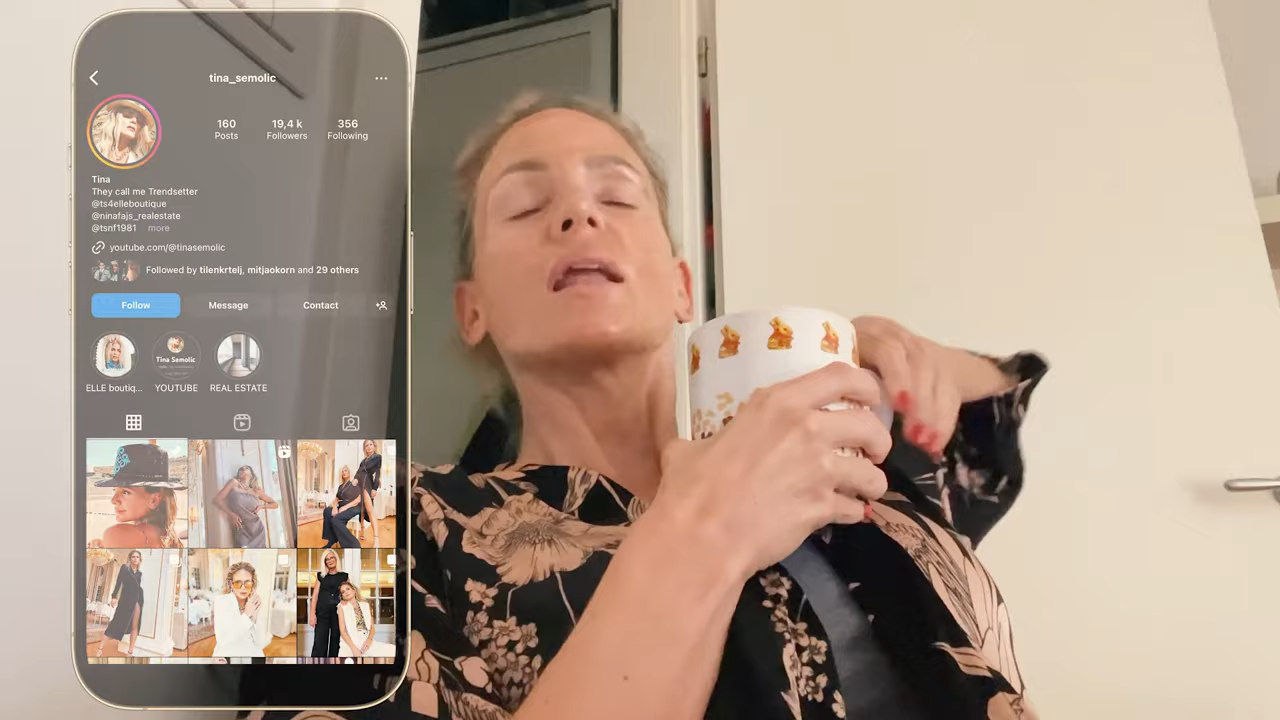 tina_semolic
160
Posts
19,4 k
Followers
356
Following
Tina
They call me Trendsetter
@ts4elleboutique
@ninafajs_realestate
@tsnf1981 more
youtube.com/@tinasemolic
Followed by tilenkrtelj, mitjaokorn and 29 others
Follow
Message
Contact
Tina Semolic
ELLE boutiq...
YOUTUBE
REAL ESTATE